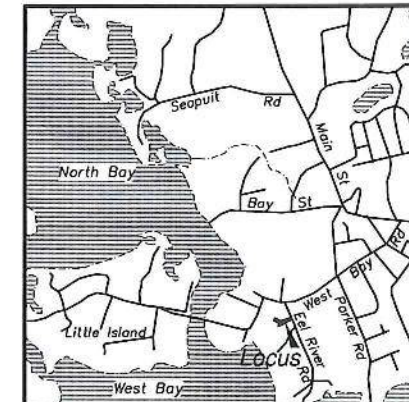 Seapuit Rd
Main St
North Bay
Bay St
West Bay Rd
Little Island
Eel River Rd
Parker Rd
Locus
West Bay